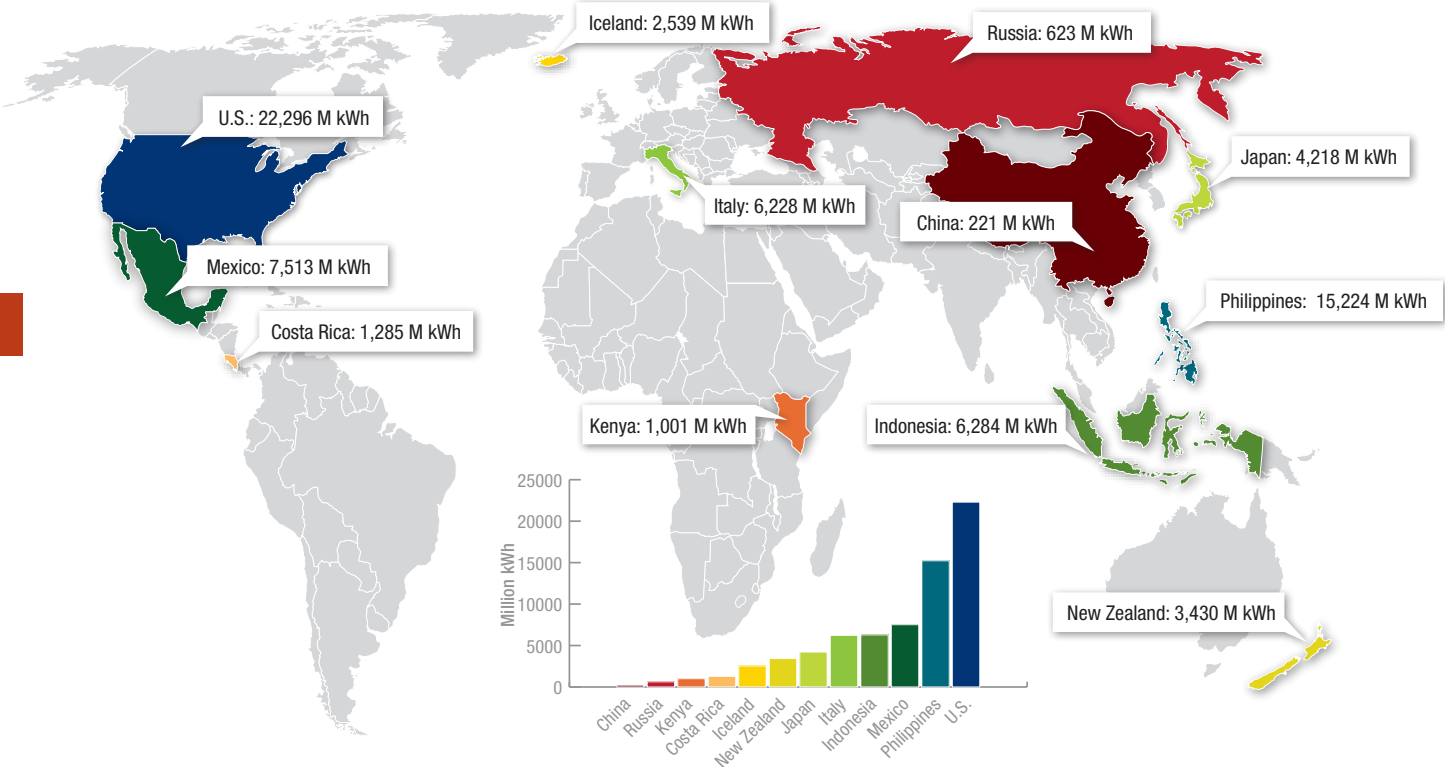 Iceland: 2,539 M kWh
Russia: 623 M kWh
U.S.: 22,296 M kWh
Japan: 4,218 M kWh
Italy: 6,228 M kWh
China: 221 M kWh
Mexico: 7,513 M kWh
Philippines: 15,224 M kWh
Costa Rica: 1,285 M kWh
Kenya: 1,001 M kWh
Indonesia: 6,284 M kWh
New Zealand: 3,430 M kWh
Million kWh
25000
20000
15000
10000
5000
0
China
Russia
Kenya
Costa Rica
Iceland
New Zealand
Japan
Italy
Indonesia
Mexico
Philippines
U.S.